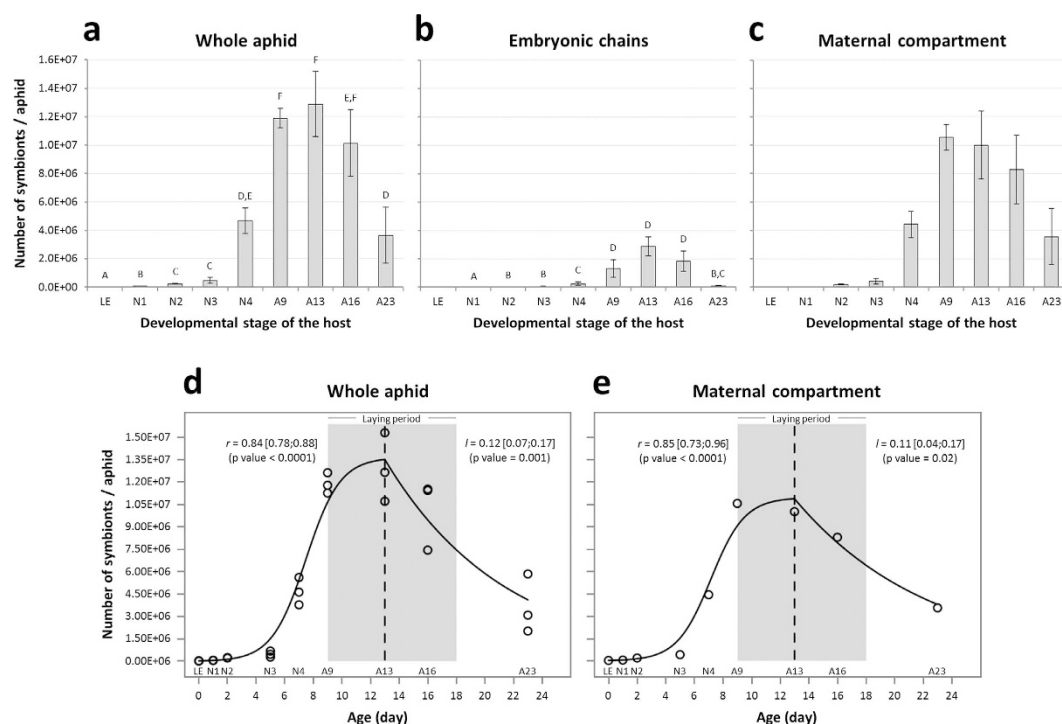 a
Whole aphid
b
Embryonic chains
c
Maternal compartment
Number of symbionts / aphid
1.6E+07
1.4E+07
1.2E+07
1.0E+07
8.0E+06
6.0E+06
4.0E+06
2.0E+06
0.0E+00
A B C C D,E F F E,F D
LE N1 N2 N3 N4 A9 A13 A16 A23
Developmental stage of the host
A B B C D D D B,C
LE N1 N2 N3 N4 A9 A13 A16 A23
Developmental stage of the host
LE N1 N2 N3 N4 A9 A13 A16 A23
Developmental stage of the host
d
Whole aphid
Laying period
r = 0.84 [0.78;0.88]
(p value < 0.0001)
l = 0.12 [0.07;0.17]
(p value = 0.001)
Number of symbionts / aphid
1.50E+07
1.35E+07
1.20E+07
1.05E+07
9.00E+06
7.50E+06
6.00E+06
4.50E+06
3.00E+06
1.50E+06
0.00E+06
LE N1 N2 N3 N4 A9 A13 A16 A23
0 2 4 6 8 10 12 14 16 18 20 22 24
Age (day)
e
Maternal compartment
Laying period
r = 0.85 [0.73;0.96]
(p value < 0.0001)
l = 0.11 [0.04;0.17]
(p value = 0.02)
LE N1 N2 N3 N4 A9 A13 A16 A23
0 2 4 6 8 10 12 14 16 18 20 22 24
Age (day)